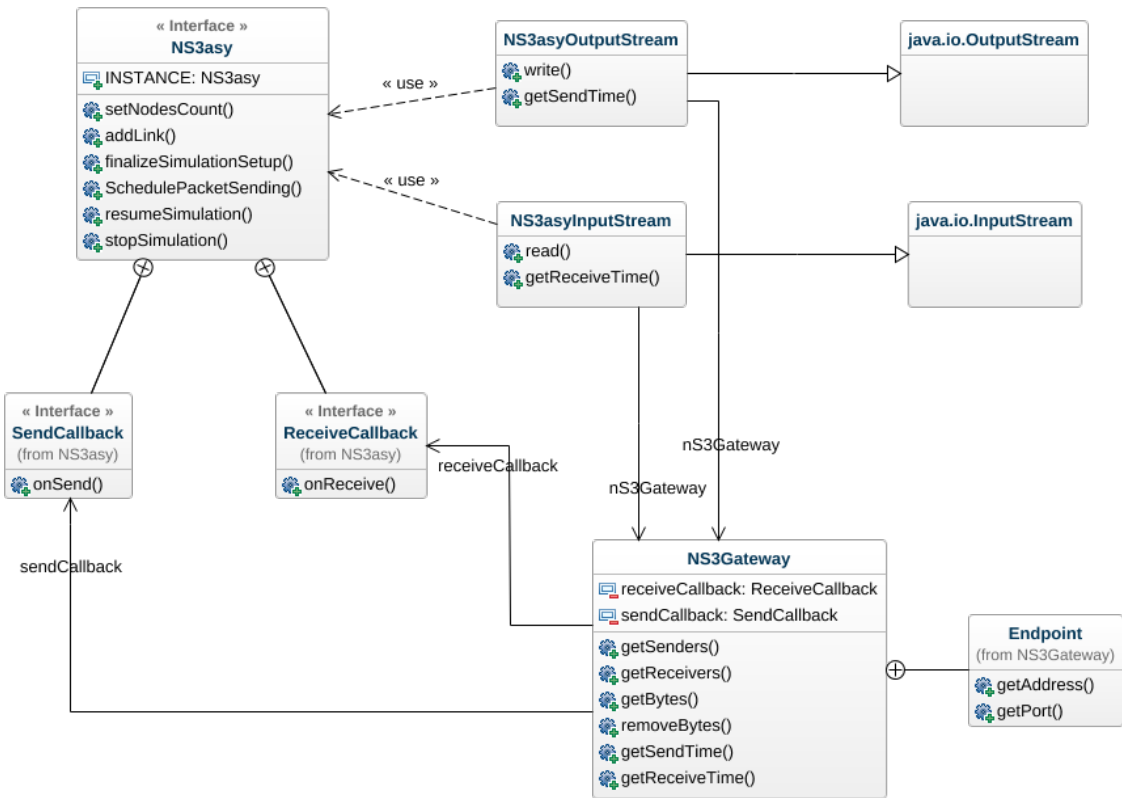 « Interface »
NS3asy
INSTANCE: NS3asy
setNodesCount()
addLink()
finalizeSimulationSetup()
SchedulePacketSending()
resumeSimulation()
stopSimulation()
« use »
« use »
NS3asyOutputStream
write()
getSendTime()
java.io.OutputStream
NS3asyInputStream
read()
getReceiveTime()
java.io.InputStream
« Interface »
SendCallback
(from NS3asy)
onSend()
« Interface »
ReceiveCallback
(from NS3asy)
onReceive()
receiveCallback
nS3Gateway
nS3Gateway
sendCallback
NS3Gateway
receiveCallback: ReceiveCallback
sendCallback: SendCallback
getSenders()
getReceivers()
getBytes()
removeBytes()
getSendTime()
getReceiveTime()
Endpoint
(from NS3Gateway)
getAddress()
getPort()